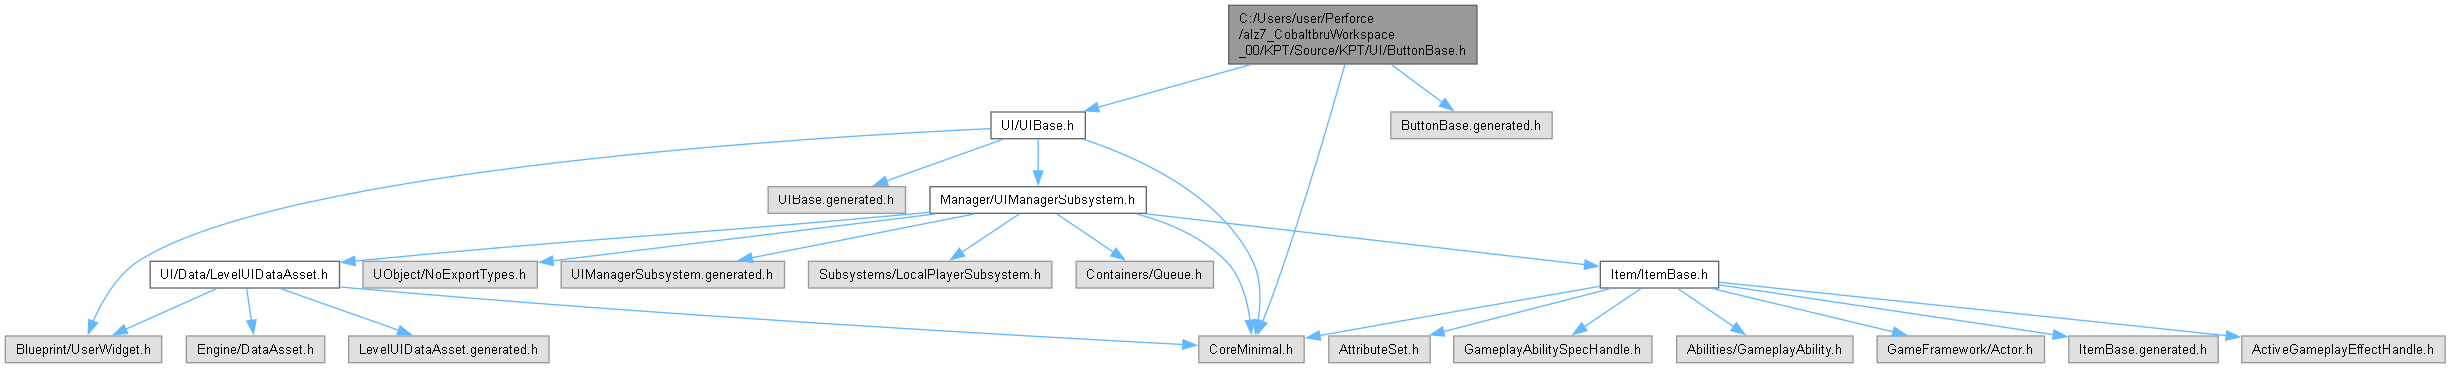 C:/Users/user/Perforce
/alz7_CobaltbruWorkspace
_00/KPT/Source/KPT/UI/ButtonBase.h
UI/UIBase.h
ButtonBase.generated.h
UIBase.generated.h
Manager/UIManagerSubsystem.h
UI/Data/LevelUIDataAsset.h
UObject/NoExportTypes.h
UIManagerSubsystem.generated.h
Subsystems/LocalPlayerSubsystem.h
Containers/Queue.h
Item/ItemBase.h
Blueprint/UserWidget.h
Engine/DataAsset.h
LevelUIDataAsset.generated.h
CoreMinimal.h
AttributeSet.h
GameplayAbilitySpecHandle.h
Abilities/GameplayAbility.h
GameFramework/Actor.h
ItemBase.generated.h
ActiveGameplayEffectHandle.h